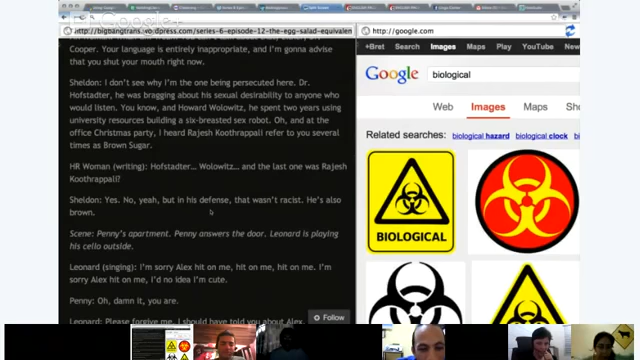 http://bigbangtrans.wordpress.com/series-6-episode-12-the-egg-salad-equivalen
http://google.com
Cooper. Your language is entirely inappropriate, and I'm gonna advise
that you shut your mouth right now.
Sheldon: I don't see why I'm the one being persecuted here. Dr.
Hofstadter, he was bragging about his sexual desirability to anyone who
would listen. You know, and Howard Wolowitz, he spent two years using
university resources building a six-breasted sex robot. Oh, and at the
office Christmas party, I heard Rajesh Koothrappali refer to you several
times as Brown Sugar.
HR Woman (writing): Hofstadter... Wolowitz... and the last one was Rajesh
Koothrappali?
Sheldon: Yes. No, yeah, but in his defense, that wasn't racist. He's also
brown.
Scene: Penny's apartment. Penny answers the door. Leonard is playing
his cello outside.
Leonard (singing): I'm sorry Alex hit on me, hit on me, hit on me. I'm
sorry Alex hit on me, I'd no idea I'm cute.
Penny: Oh, damn it, you are.
Leonard: Please forgive me. I should have told you about Alex.
Follow
+Bret Search Images Maps Play YouTube News Gm
Google biological
Web Images Maps Sho
Related searches: biological hazard biological clock
BIOLOGICAL